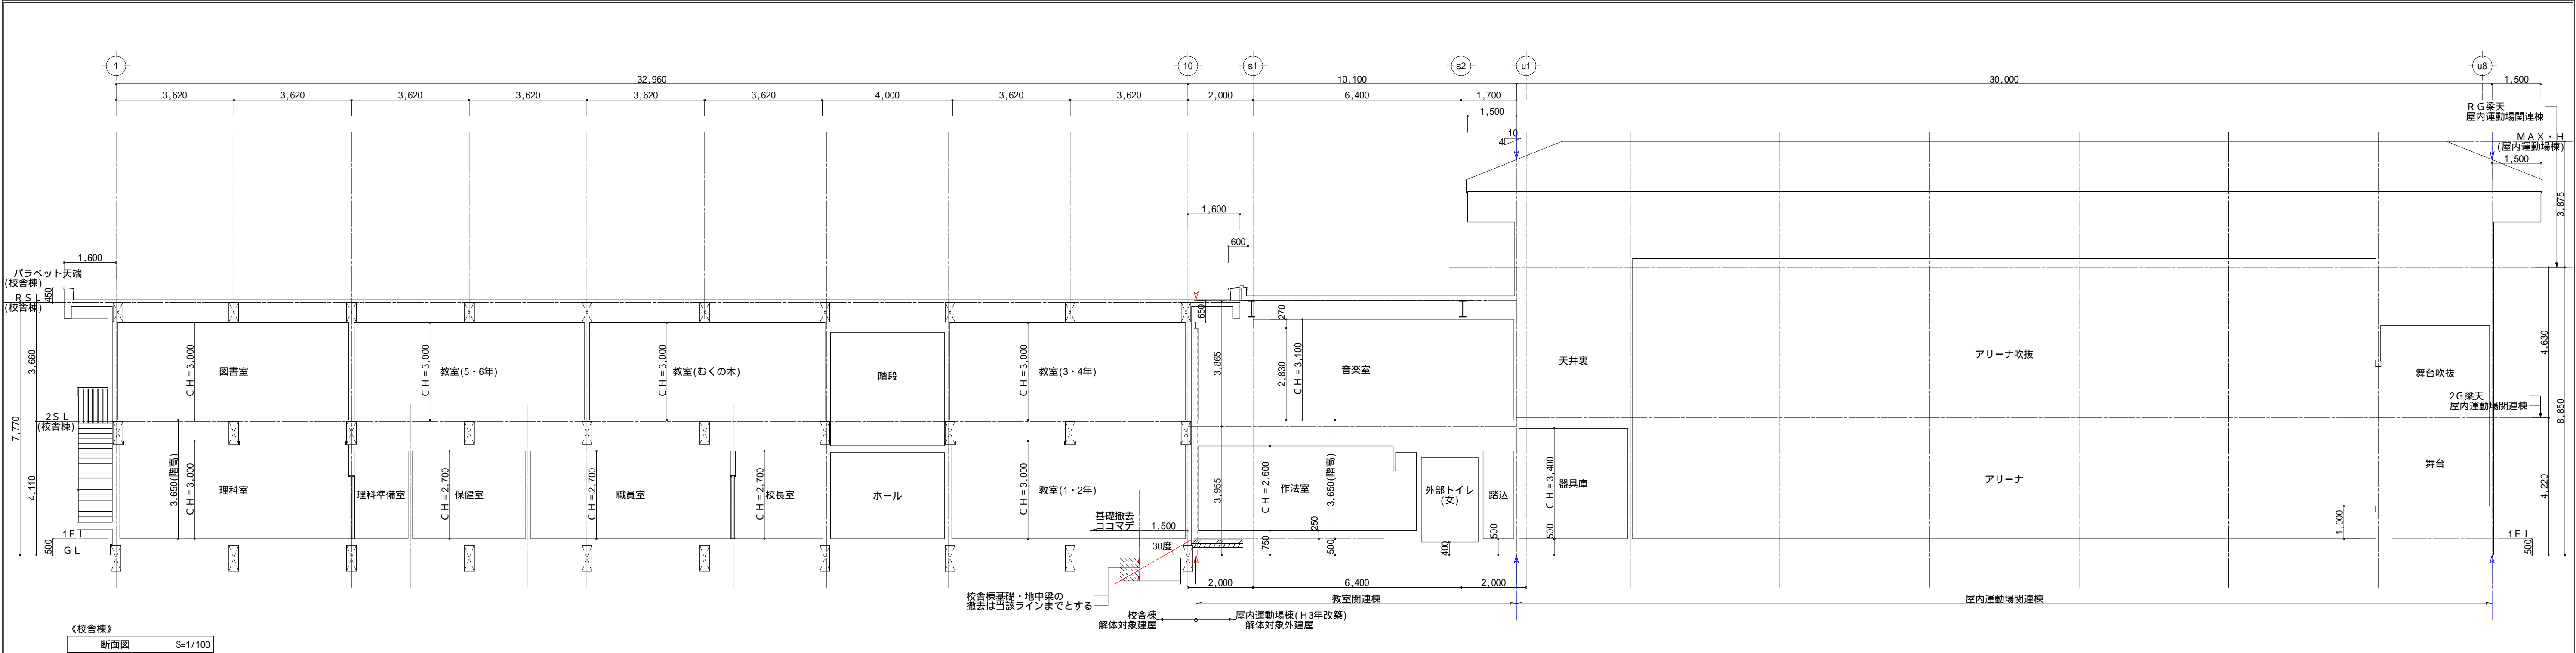 1
10
s1
s2
u1
u8
32,960
10,100
30,000
1,500
3,620
3,620
3,620
3,620
3,620
3,620
4,000
3,620
3,620
2,000
6,400
1,700
1,500
ＲＧ梁天
屋内運動場関連棟
10
4
ＭＡＸ・Ｈ
(屋内運動場棟)
1,500
3,875
1,600
600
1,600
パラペット天端
(校舎棟)
450
ＲＳＬ
(校舎棟)
650
270
3,660
7,770
4,110
ＣＨ=3,000
図書室
ＣＨ=3,000
教室(5・6年)
ＣＨ=3,000
教室(むくの木)
階段
ＣＨ=3,000
教室(3・4年)
3,865
2,830
ＣＨ=3,100
音楽室
天井裏
アリーナ吹抜
舞台吹抜
4,630
8,850
2ＳＬ
(校舎棟)
2Ｇ梁天
屋内運動場関連棟
3,650(階高)
ＣＨ=3,000
理科室
理科準備室
ＣＨ=2,700
保健室
ＣＨ=2,700
職員室
ＣＨ=2,700
校長室
ホール
ＣＨ=3,000
教室(1・2年)
3,955
ＣＨ=2,600
作法室
3,650(階高)
外部トイレ
(女)
踏込
ＣＨ=3,400
器具庫
アリーナ
舞台
4,220
基礎撤去
ココマデ
1,500
30度
250
750
500
400
500
500
1,000
1ＦＬ
500
ＧＬ
1ＦＬ
500
2,000
6,400
2,000
校舎棟基礎・地中梁の
撤去は当該ラインまでとする
教室関連棟
屋内運動場関連棟
校舎棟
解体対象建屋
屋内運動場棟(H3年改築)
解体対象外建屋
《校舎棟》
断面図
S=1/100